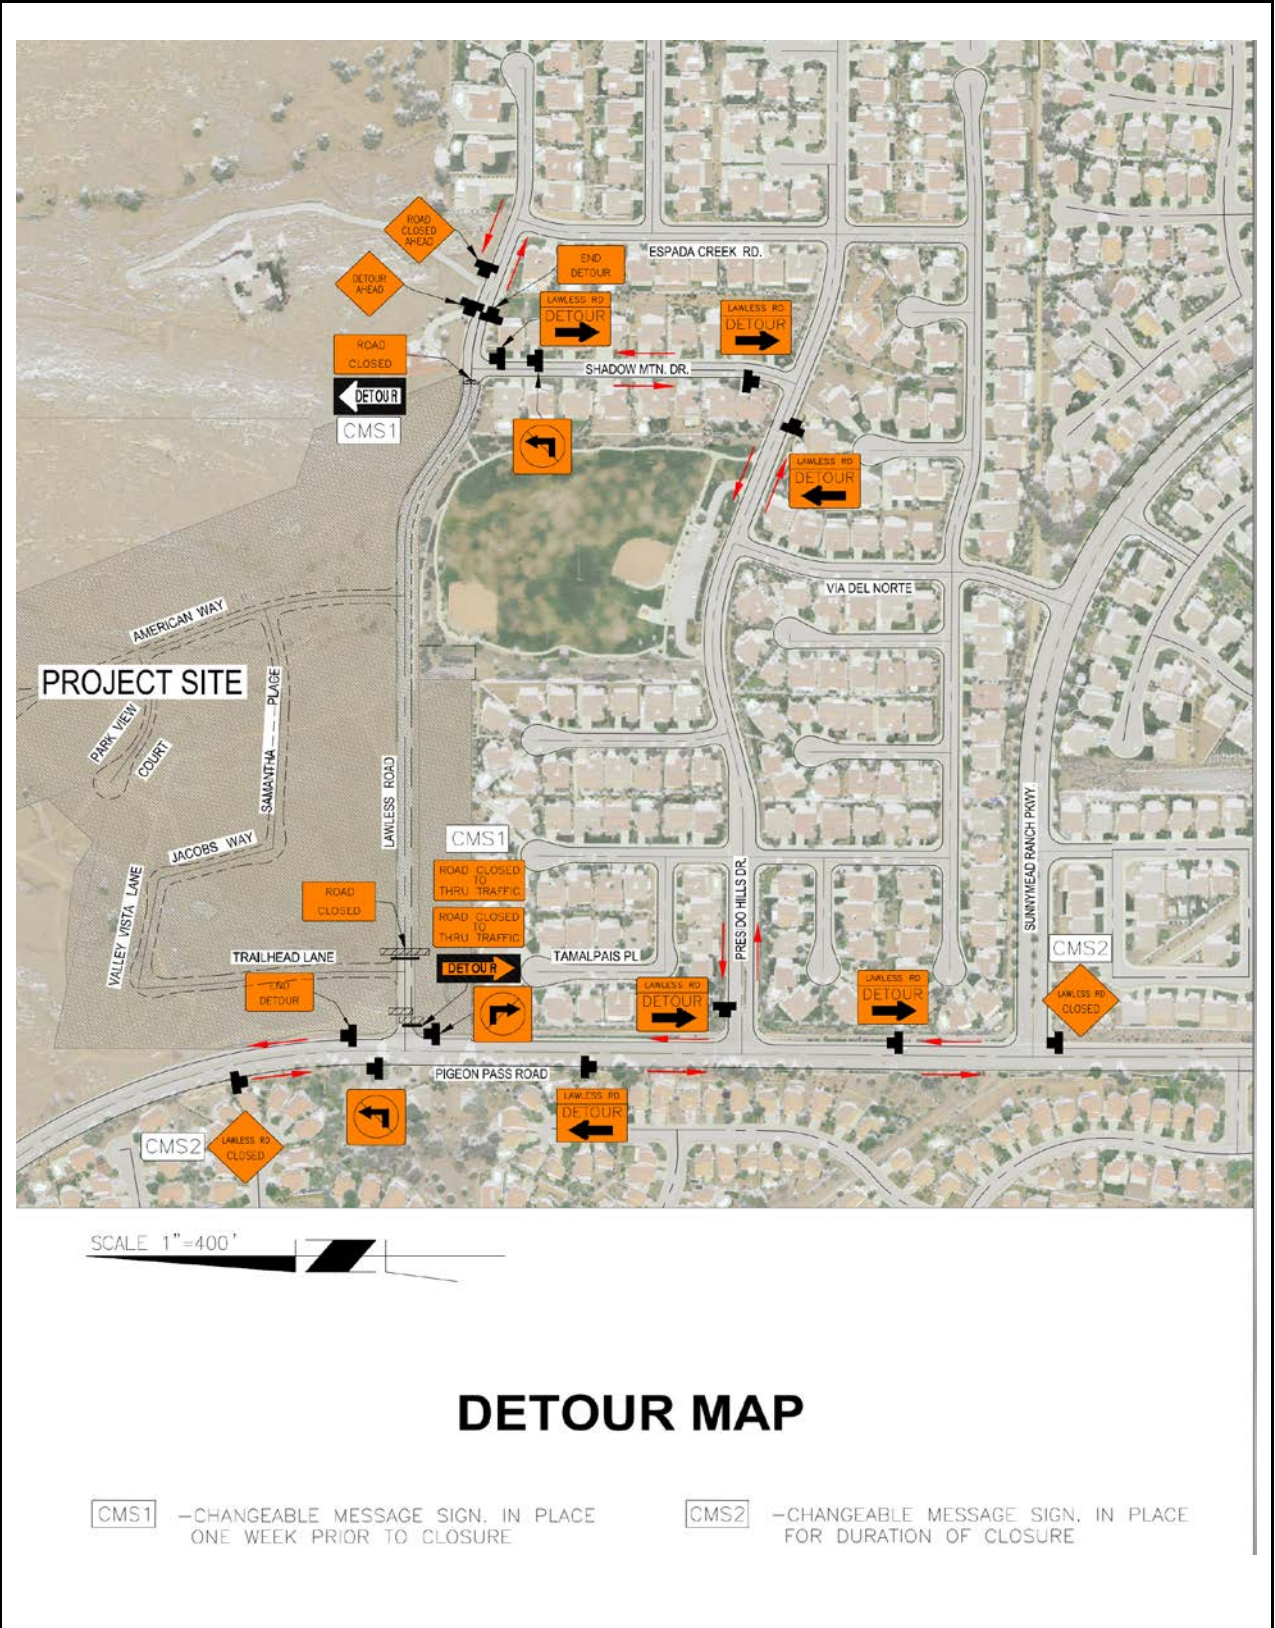 ROAD
CLOSED
AHEAD
ESPADA CREEK RD.
END
DETOUR
DETOUR
AHEAD
LAWLESS RD
DETOUR
LAWLESS RD
DETOUR
ROAD
CLOSED
SHADOW MTN. DR.
DETOUR
CMS1
LAWLESS RD
DETOUR
VIA DEL NORTE
AMERICAN WAY
PROJECT SITE
PARK VIEW
COURT
SAMANTHA PLACE
LAWLESS ROAD
JACOBS WAY
VALLEY VISTA LANE
CMS1
ROAD CLOSED
TO
THRU TRAFFIC
ROAD CLOSED
TO
THRU TRAFFIC
ROAD
CLOSED
PRESIDO HILLS DR.
SUNNYMEAD RANCH PKWY.
TRAILHEAD LANE
DETOUR
TAMALPAIS PL
CMS2
END
DETOUR
LAWLESS RD
DETOUR
LAWLESS RD
DETOUR
LAWLESS RD
CLOSED
PIGEON PASS ROAD
LAWLESS RD
DETOUR
CMS2
LAWLESS RD
CLOSED
SCALE 1"=400'
DETOUR MAP
CMS1 -CHANGEABLE MESSAGE SIGN. IN PLACE
ONE WEEK PRIOR TO CLOSURE
CMS2 -CHANGEABLE MESSAGE SIGN. IN PLACE
FOR DURATION OF CLOSURE